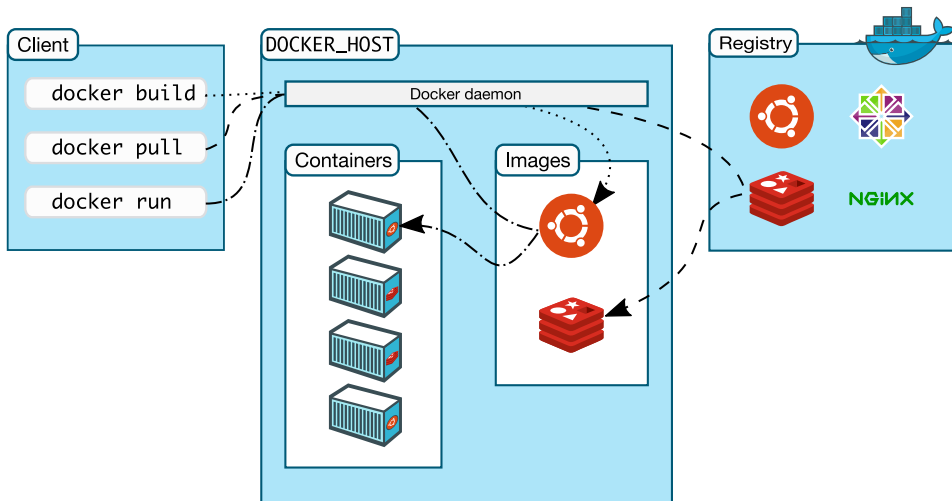 Client
docker build
docker pull
docker run
DOCKER_HOST
Docker daemon
Containers
Images
Registry
NGiNX